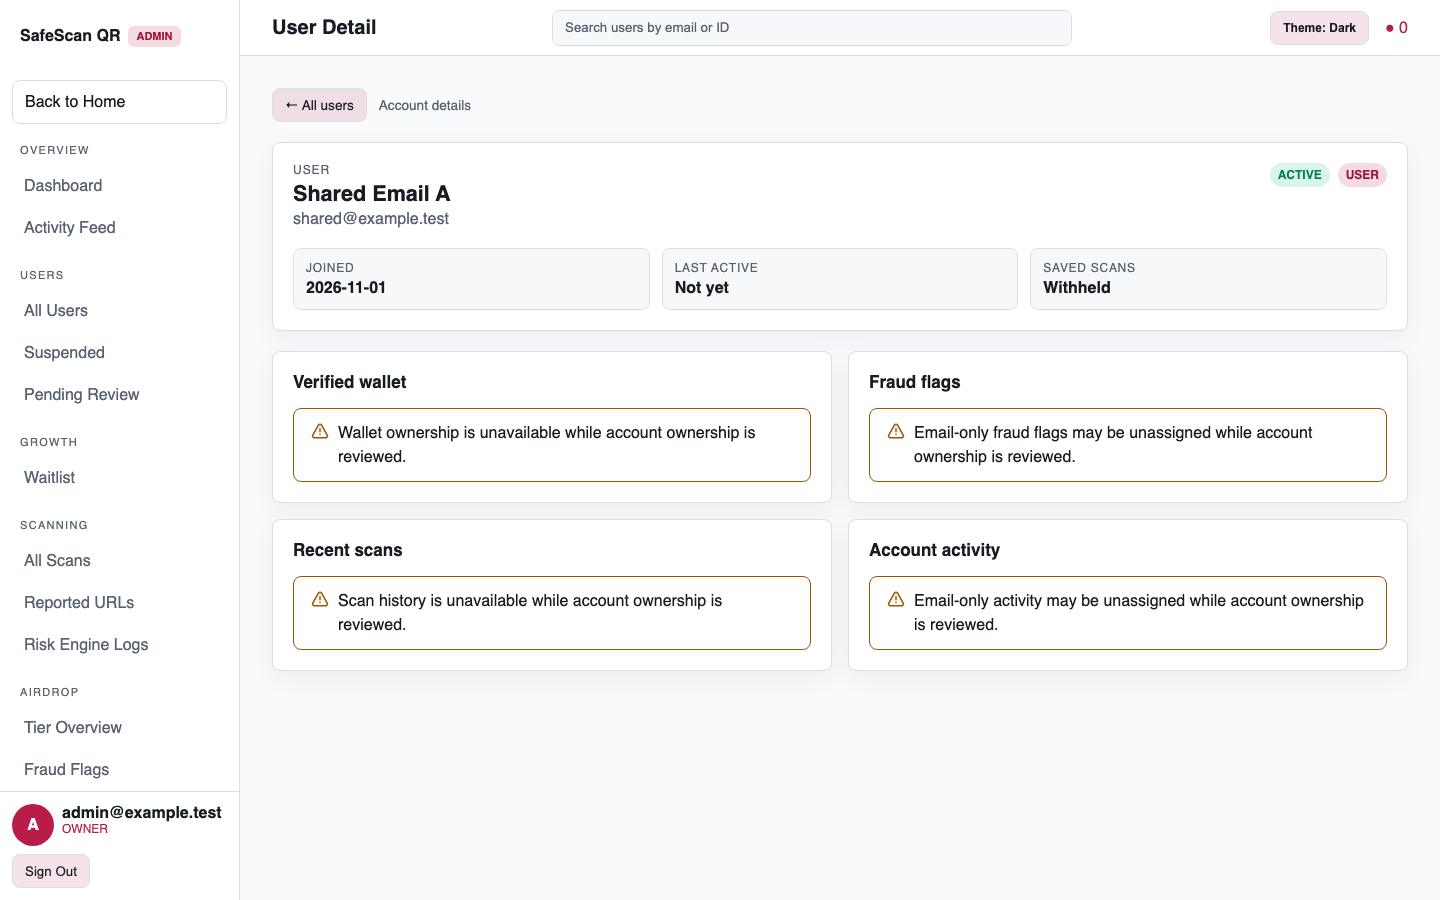 SafeScan QR ADMIN
Back to Home
OVERVIEW
Dashboard
Activity Feed
USERS
All Users
Suspended
Pending Review
GROWTH
Waitlist
SCANNING
All Scans
Reported URLs
Risk Engine Logs
AIRDROP
Tier Overview
Fraud Flags
A
admin@example.test
OWNER
Sign Out
User Detail
Search users by email or ID
Theme: Dark
● 0
← All users
Account details
USER
Shared Email A
shared@example.test
ACTIVE
USER
JOINED
2026-11-01
LAST ACTIVE
Not yet
SAVED SCANS
Withheld
Verified wallet
Wallet ownership is unavailable while account ownership is
reviewed.
Fraud flags
Email-only fraud flags may be unassigned while account
ownership is reviewed.
Recent scans
Scan history is unavailable while account ownership is
reviewed.
Account activity
Email-only activity may be unassigned while account ownership
is reviewed.